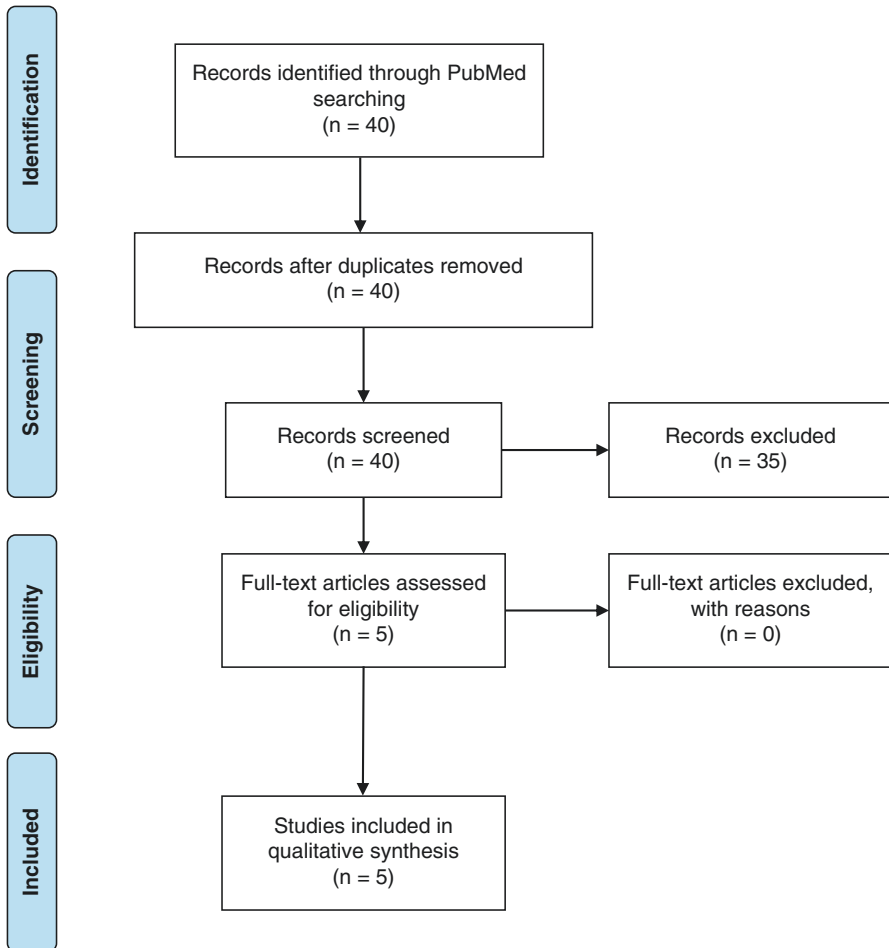 Identification
Records identified through PubMed
searching
(n = 40)
Records after duplicates removed
(n = 40)
Screening
Records screened
(n = 40)
Records excluded
(n = 35)
Eligibility
Full-text articles assessed
for eligibility
(n = 5)
Full-text articles excluded,
with reasons
(n = 0)
Included
Studies included in
qualitative synthesis
(n = 5)